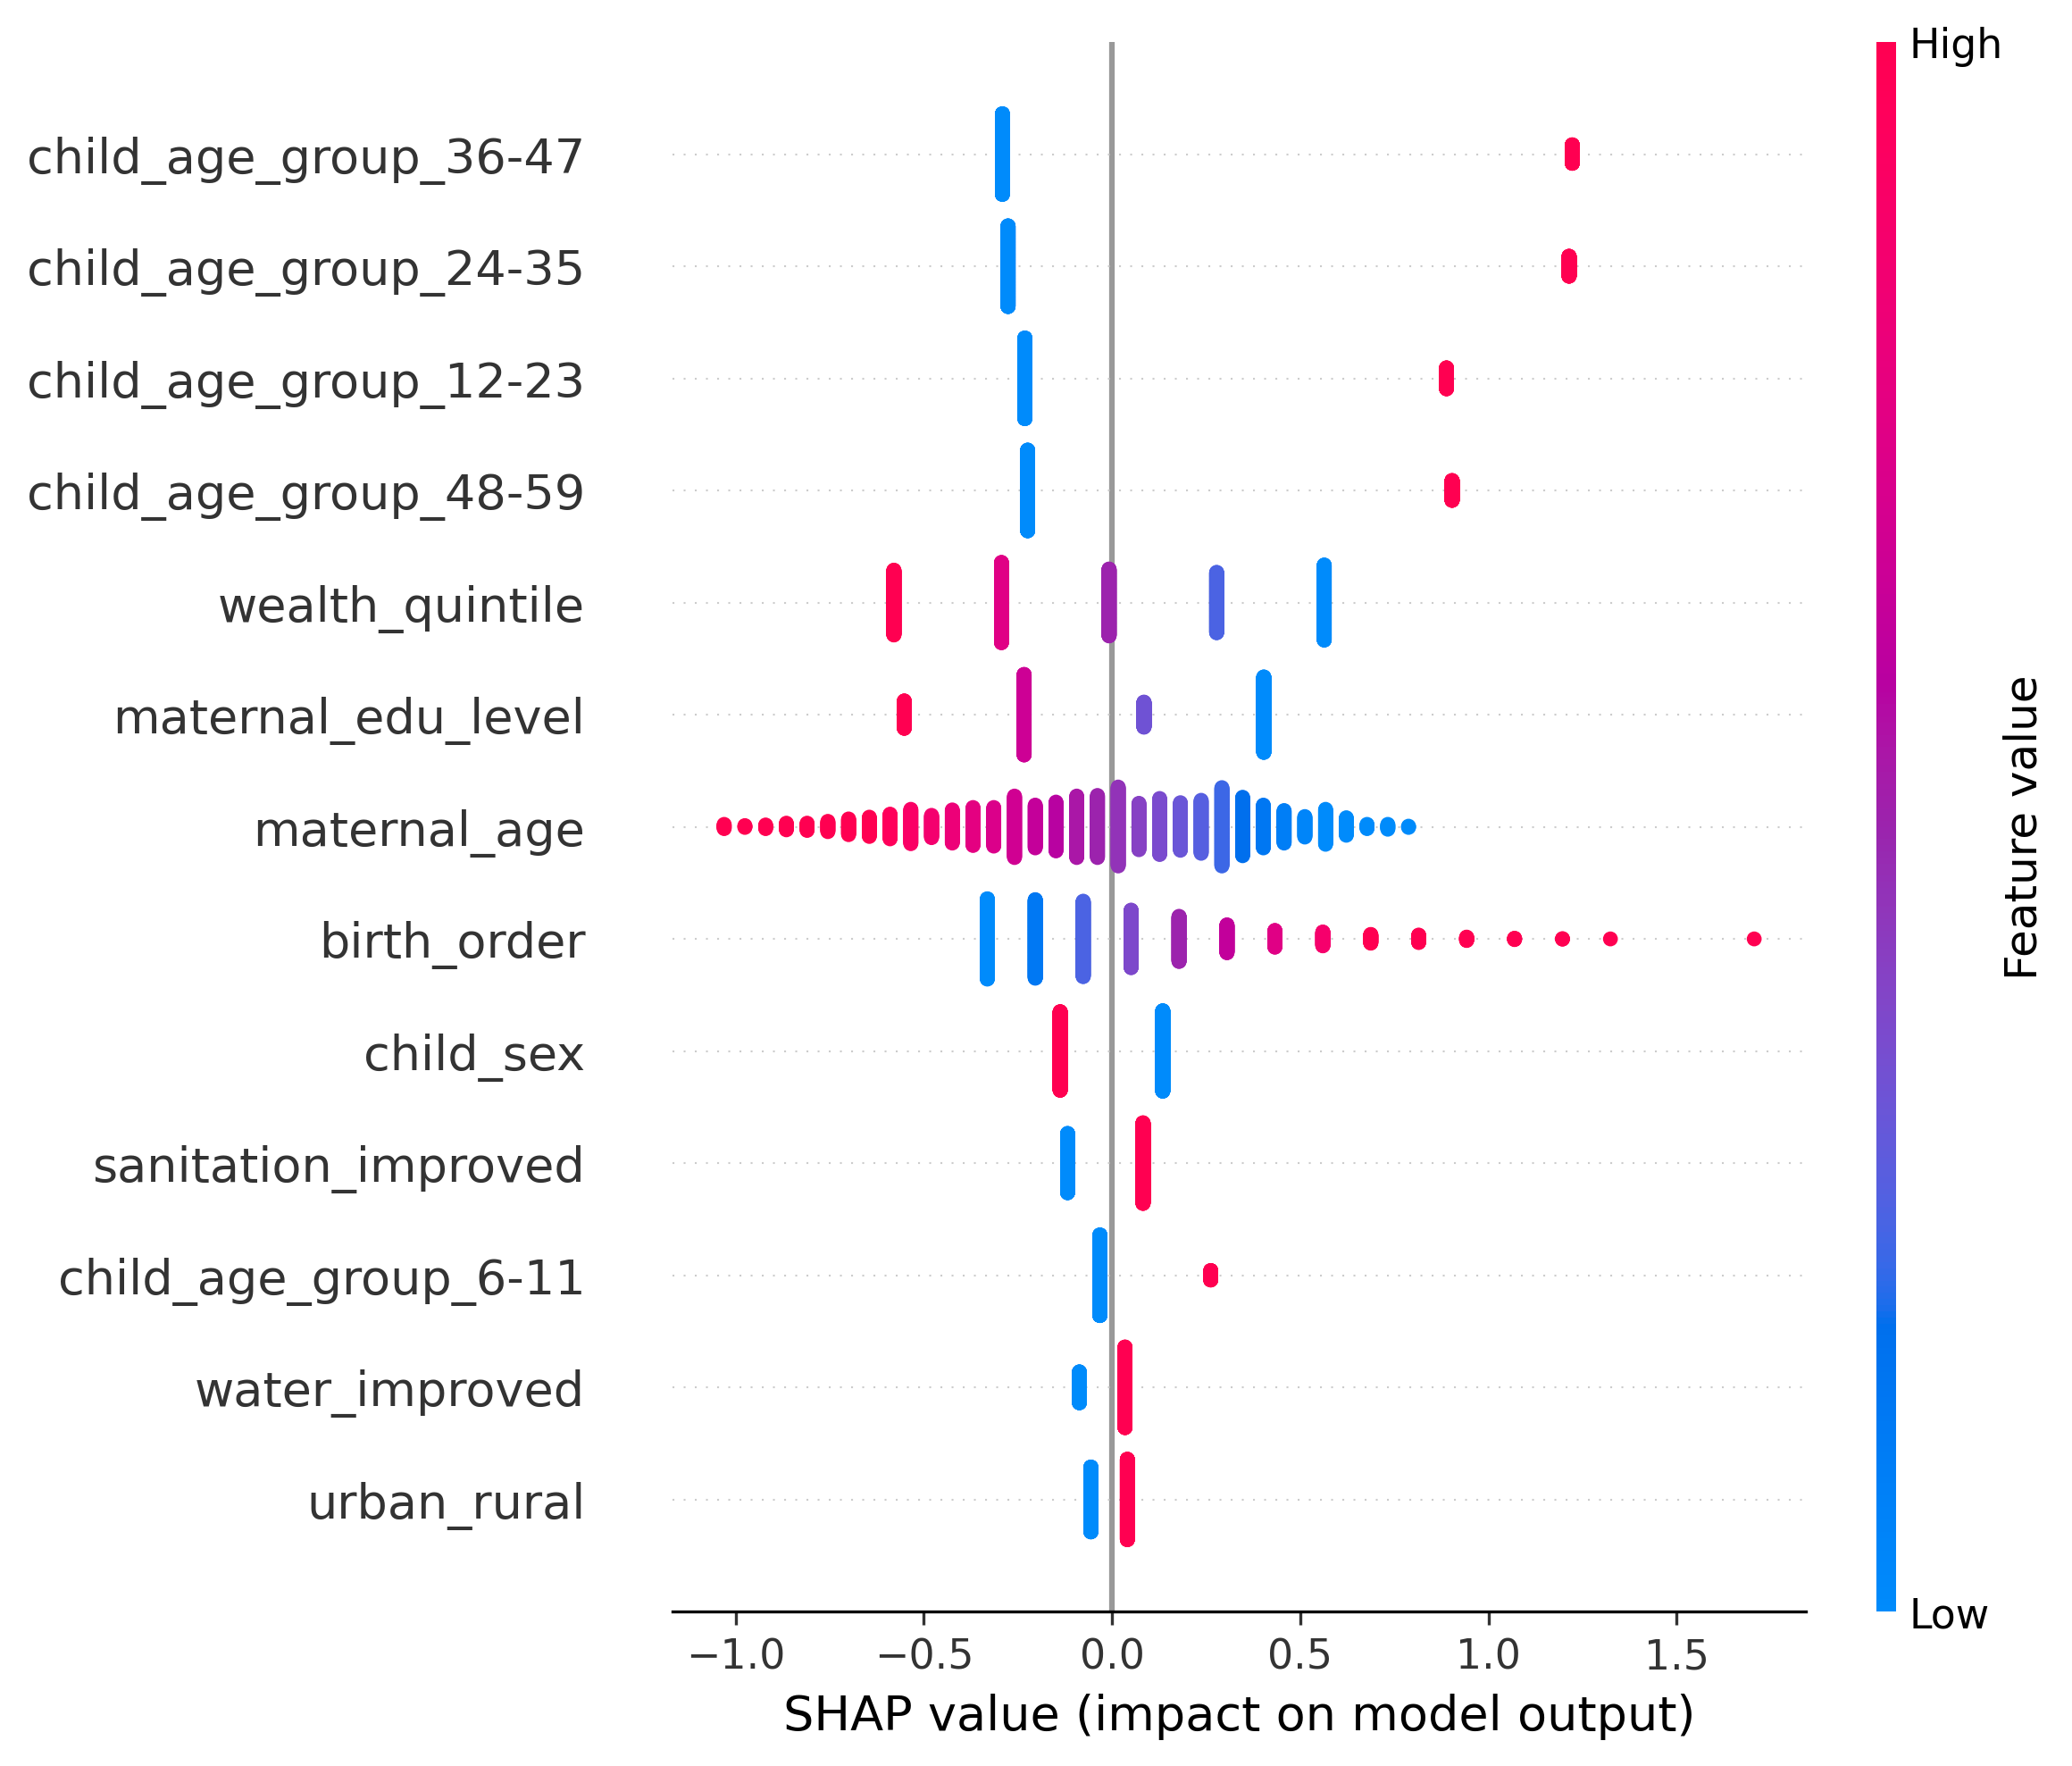 High
child_age_group_36-47
child_age_group_24-35
child_age_group_12-23
child_age_group_48-59
wealth_quintile
maternal_edu_level
maternal_age
birth_order
child_sex
sanitation_improved
child_age_group_6-11
water_improved
urban_rural
Feature value
Low
−1.0 −0.5 0.0 0.5 1.0 1.5
SHAP value (impact on model output)